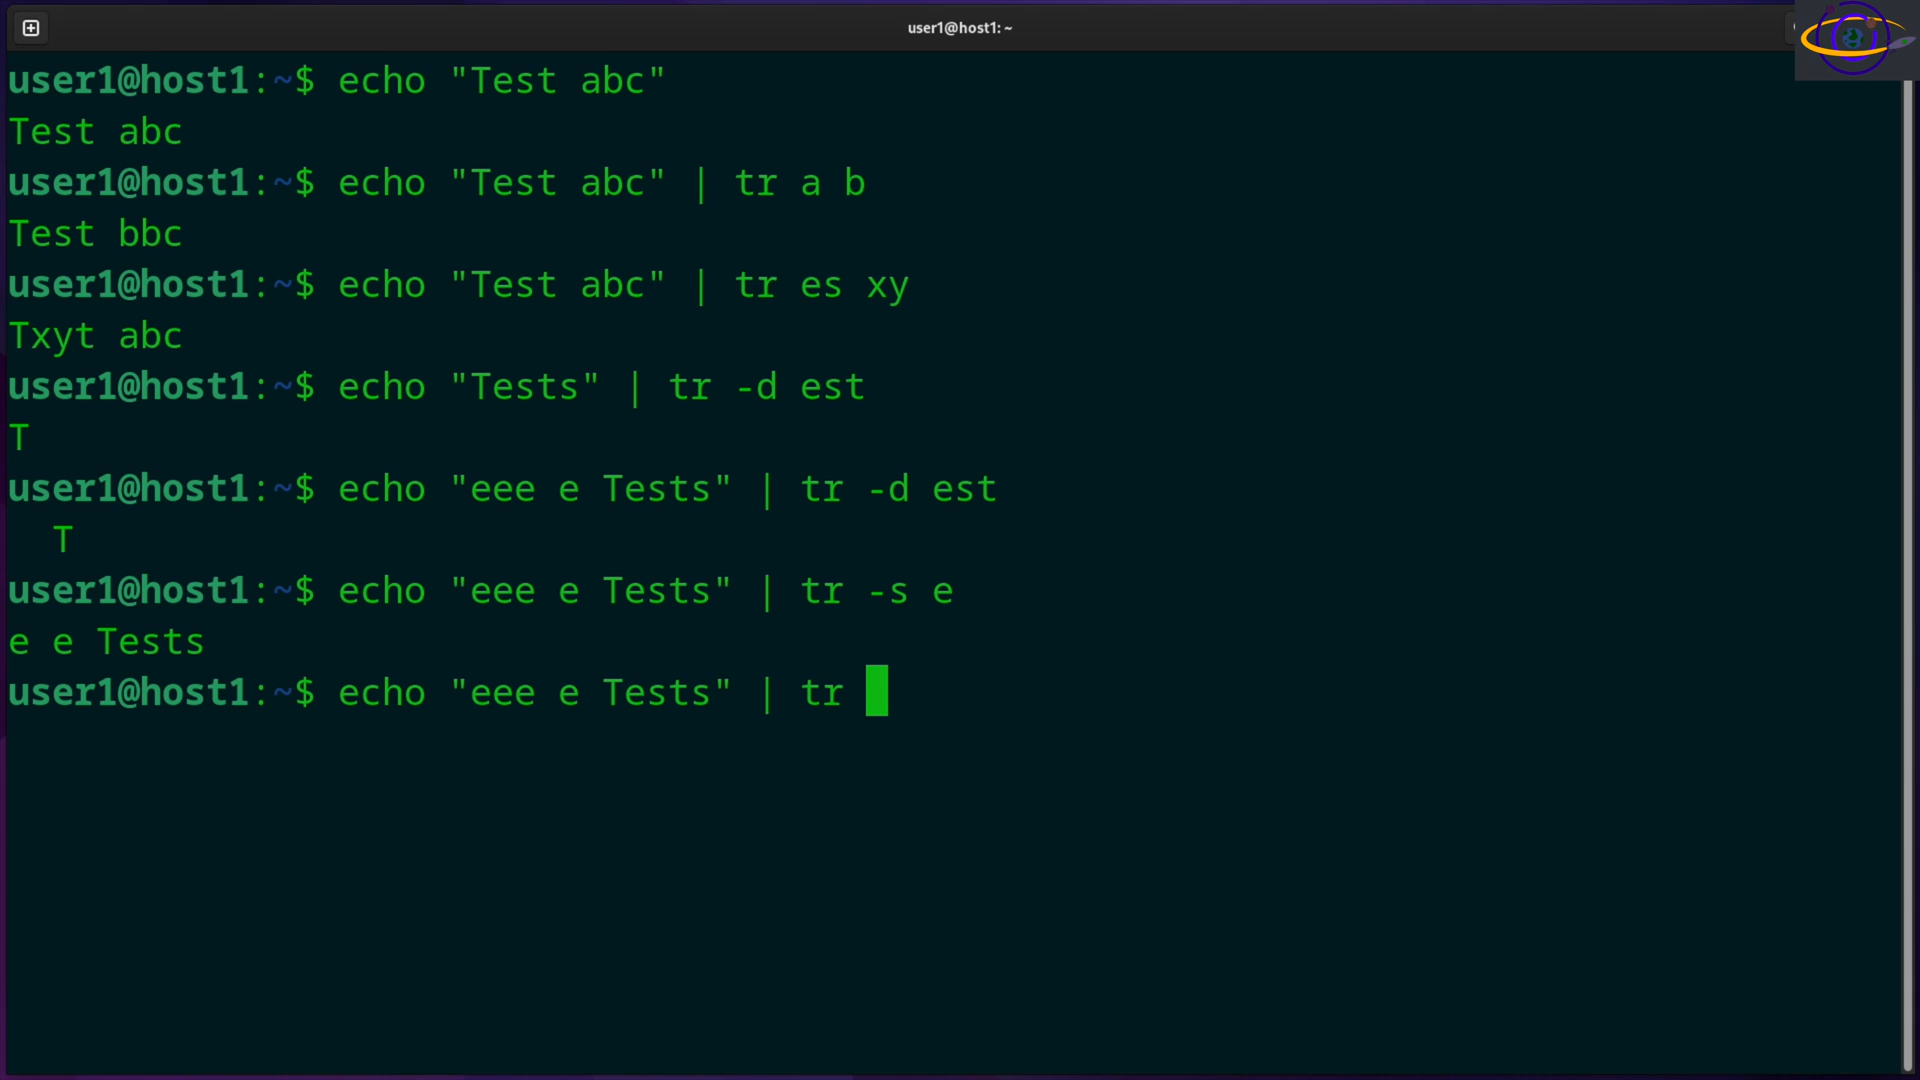 user1@host1: ~
user1@host1:~$ echo "Test abc"
Test abc
user1@host1:~$ echo "Test abc" | tr a b
Test bbc
user1@host1:~$ echo "Test abc" | tr es xy
Txyt abc
user1@host1:~$ echo "Tests" | tr -d est
T
user1@host1:~$ echo "eee e Tests" | tr -d est
  T
user1@host1:~$ echo "eee e Tests" | tr -s e
e e Tests
user1@host1:~$ echo "eee e Tests" | tr